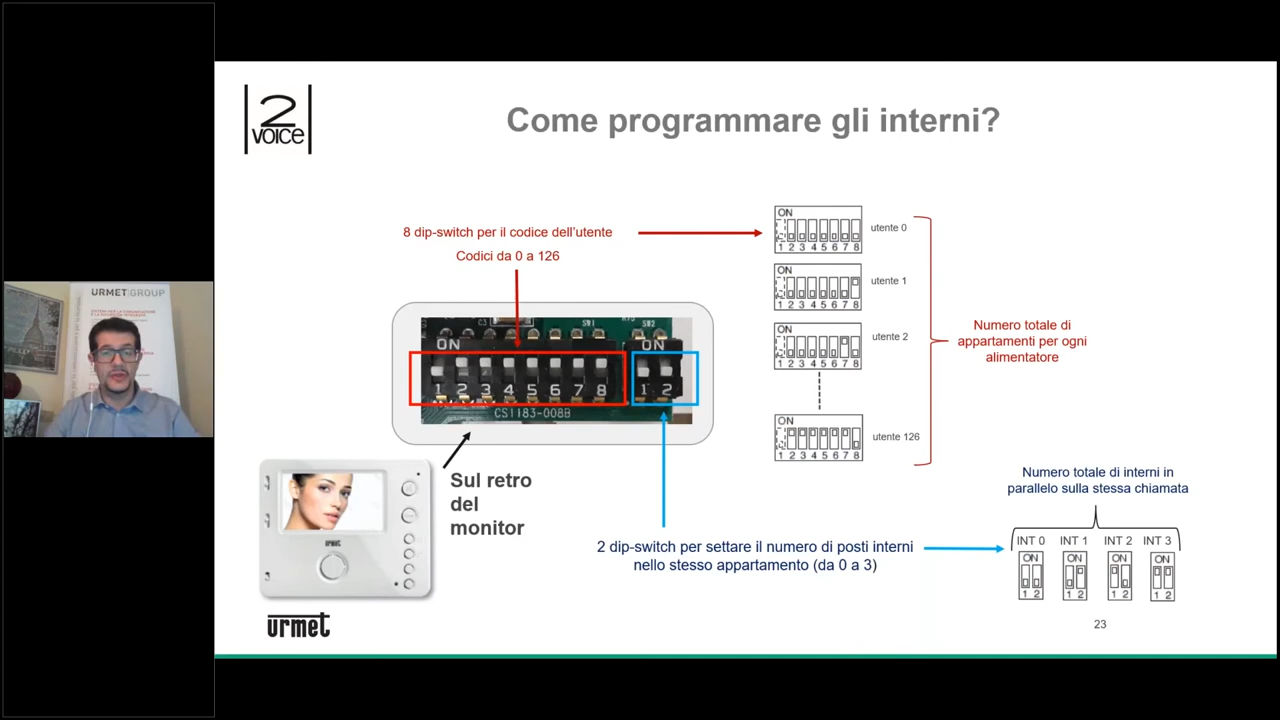 2
VOICE
Come programmare gli interni?
8 dip-switch per il codice dell'utente
Codici da 0 a 126
ON
1 2 3 4 5 6 7 8
utente 0
ON
1 2 3 4 5 6 7 8
utente 1
ON
1 2 3 4 5 6 7 8
utente 2
ON
1 2 3 4 5 6 7 8
utente 126
Numero totale di
appartamenti per ogni
alimentatore
C3
SW1
SW2
ON
ON
1 2 3 4 5 6 7 8
1 2
CS1183-008B
URMET GROUP
Sul retro
del
monitor
urmet
2 dip-switch per settare il numero di posti interni
nello stesso appartamento (da 0 a 3)
Numero totale di interni in
parallelo sulla stessa chiamata
INT 0 INT 1 INT 2 INT 3
ON ON ON ON
1 2 1 2 1 2 1 2
urmet
23